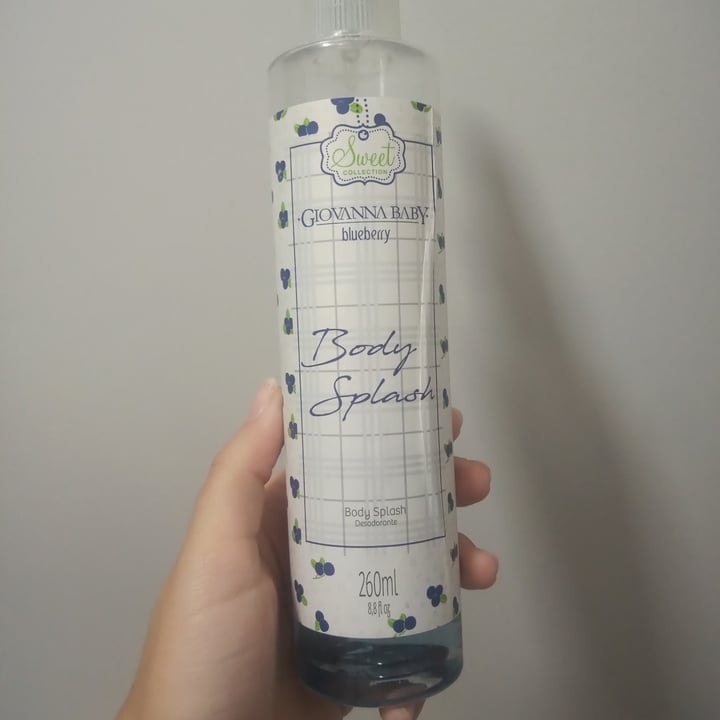 Sweet
COLLECTION
·GIOVANNA BABY·
blueberry
Body
Splash
Body Splash
Desodorante
260ml
8,8 fl oz